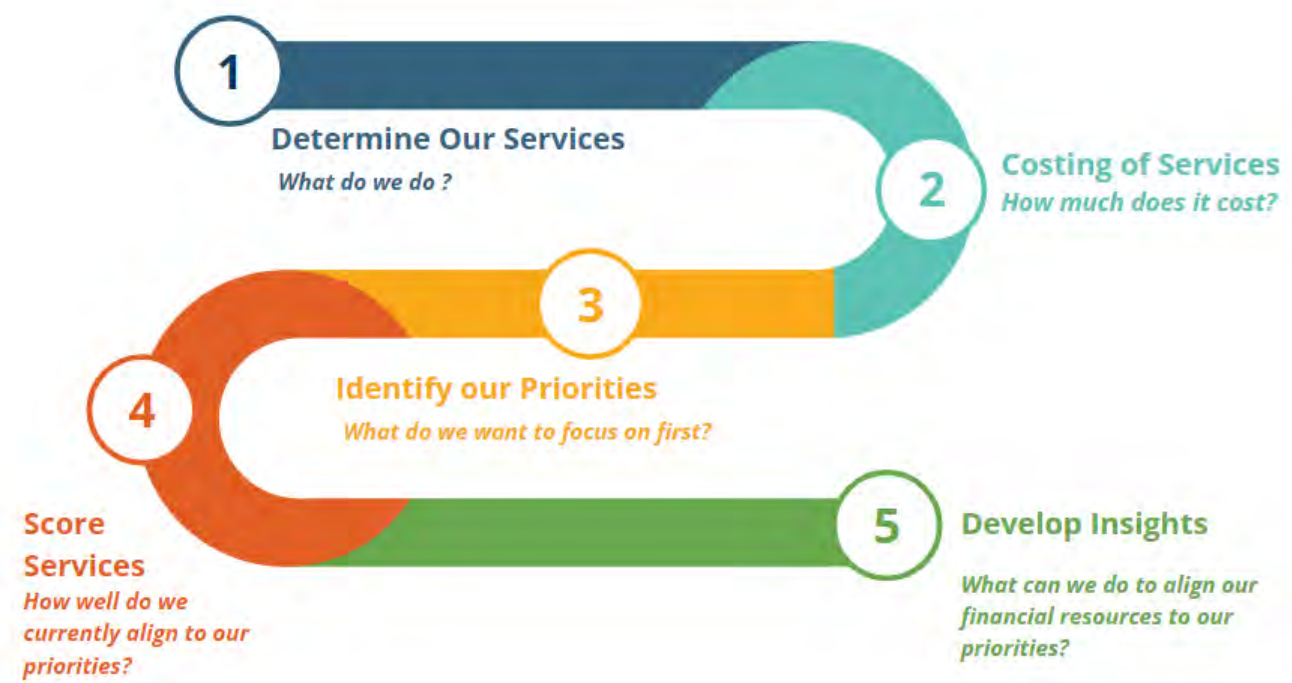 1
Determine Our Services
What do we do ?
2
Costing of Services
How much does it cost?
3
Identify our Priorities
What do we want to focus on first?
4
Score
Services
How well do we
currently align to our
priorities?
5
Develop Insights
What can we do to align our
financial resources to our
priorities?